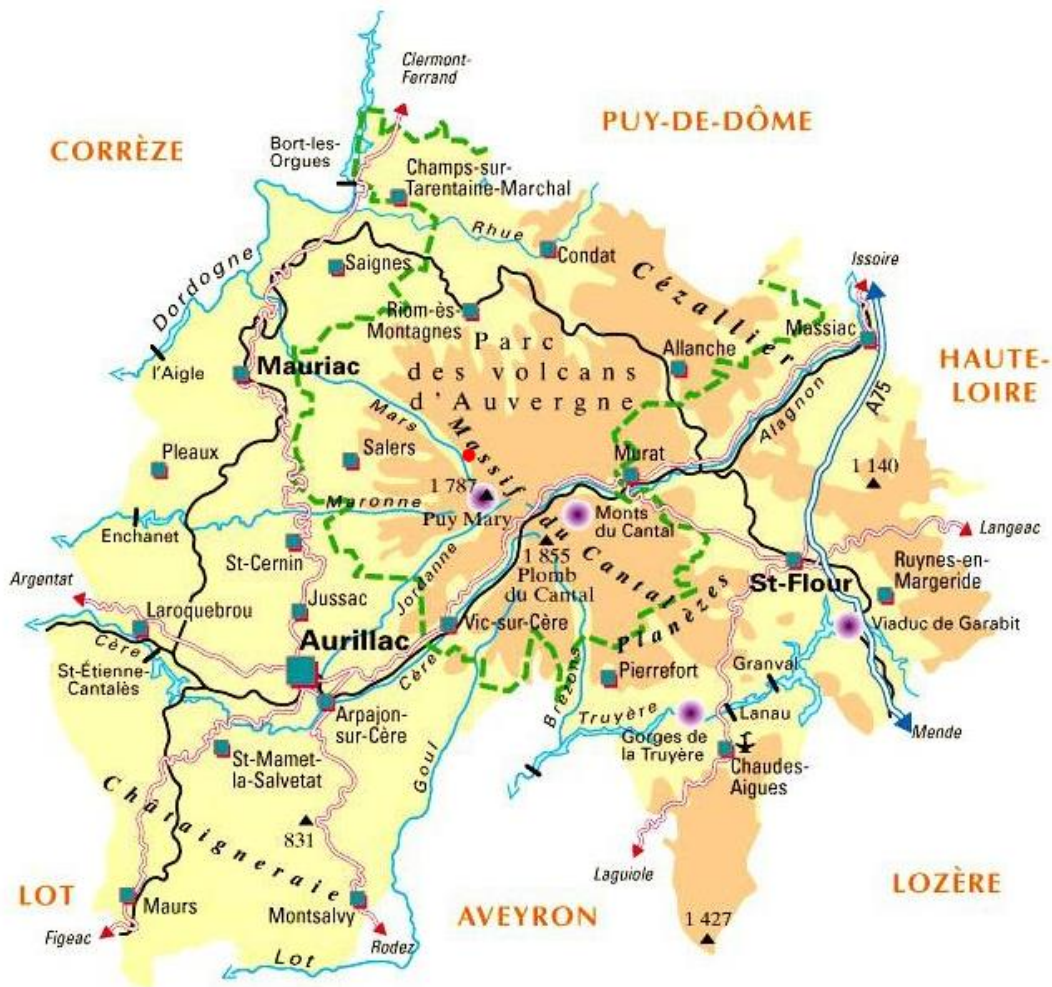 Clermont-
Ferrand
PUY-DE-DÔME
CORRÈZE
Bort-les-
Orgues
Champs-sur-
Tarentaine-Marchal
Rhue
Condat
Saignes
Dordogne
Cézallier
Issoire
Riom-ès-
Montagnes
Massiac
Parc
des volcans
d'Auvergne
Allanche
HAUTE-
LOIRE
l'Aigle
Mauriac
A75
Alagnon
Mars
Massif
du Cantal
Pleaux
Salers
Murat
1 140
1 787
Puy Mary
Maronne
Monts
du Cantal
Enchanet
Langeac
St-Cernin
1 855
Plomb
du Cantal
Argentat
Jordanne
St-Flour
Ruynes-en-
Margeride
Laroquebrou
Jussac
Planèzes
Vic-sur-Cère
Viaduc de Garabit
Aurillac
Cère
St-Étienne-
Cantalès
Cère
Pierrefort
Granval
Brezons
Arpajon-
sur-Cère
Truyère
Lanau
Mende
Gorges de
la Truyère
St-Mamet-
la-Salvetat
Goul
Chaudes-
Aigues
Châtaigneraie
831
Laguiole
LOT
Maurs
Montsalvy
AVEYRON
LOZÈRE
1 427
Figeac
Rodez
Lot